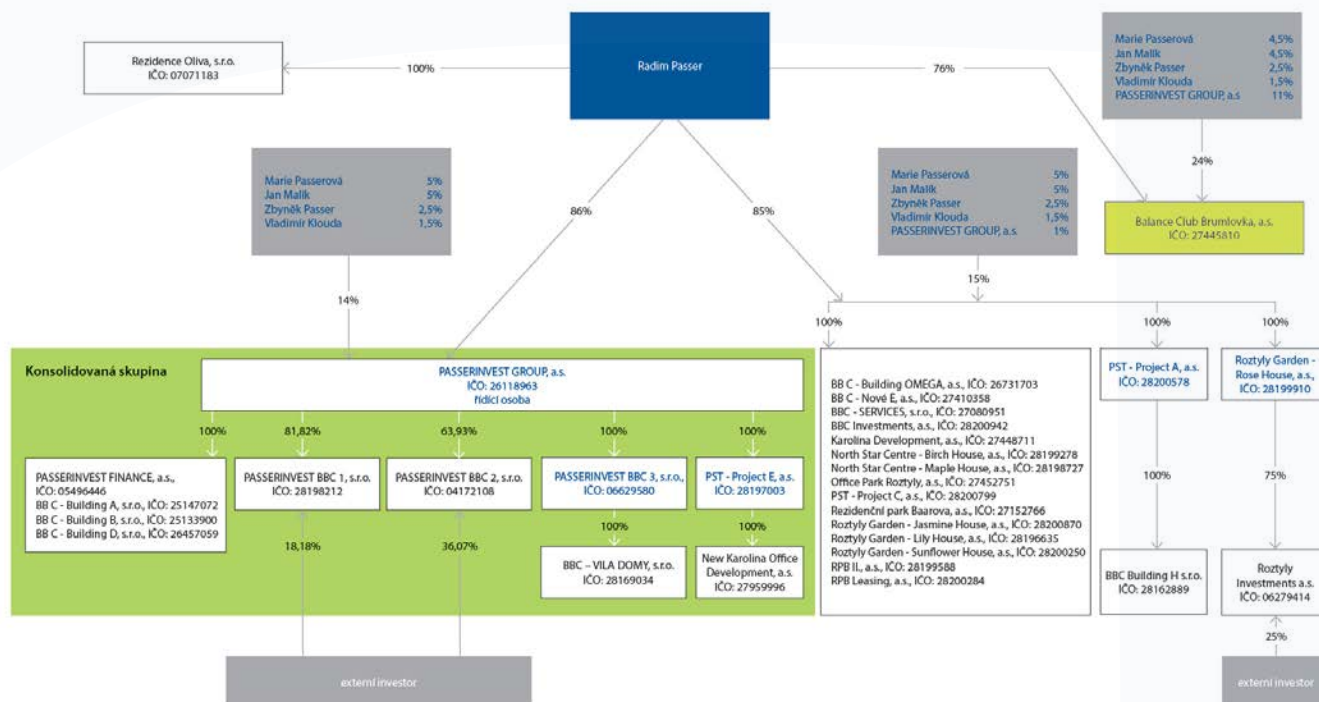 Radim Passer
Rezidence Oliva, s.r.o.
IČO: 07071183
100%
76%
Marie Passerová 4,5%
Jan Malík 4,5%
Zbyněk Passer 2,5%
Vladimír Klouda 1,5%
PASSERINVEST GROUP, a.s. 11%
24%
Balance Club Brumlovka, a.s.
IČO: 27445810
Marie Passerová 5%
Jan Malík 5%
Zbyněk Passer 2,5%
Vladimír Klouda 1,5%
14%
86%
85%
Marie Passerová 5%
Jan Malík 5%
Zbyněk Passer 2,5%
Vladimír Klouda 1,5%
PASSERINVEST GROUP, a.s. 1%
15%
Konsolidovaná skupina
PASSERINVEST GROUP, a.s.
IČO: 26118963
řídící osoba
100%
81,82%
63,93%
100%
100%
PASSERINVEST FINANCE, a.s.,
IČO: 05496446
BB C - Building A, s.r.o., IČO: 25147072
BB C - Building B, s.r.o., IČO: 25133900
BB C - Building D, s.r.o., IČO: 26457059
PASSERINVEST BBC 1, s.r.o.
IČO: 28198212
PASSERINVEST BBC 2, s.r.o.
IČO: 04172108
PASSERINVEST BBC 3, s.r.o.,
IČO: 06629580
PST - Project E, a.s.
IČO: 28197003
18,18%
36,07%
100%
100%
BBC – VILA DOMY, s.r.o.
IČO: 28169034
New Karolina Office
Development, a.s.
IČO: 27959996
externí investor
100%
100%
100%
BB C - Building OMEGA, a.s., IČO: 26731703
BB C - Nové E, a.s., IČO: 27410358
BBC - SERVICES, s.r.o., IČO: 27080951
BBC Investments, a.s., IČO: 28200942
Karolina Development, a.s., IČO: 27448711
North Star Centre - Birch House, a.s., IČO: 28199278
North Star Centre - Maple House, a.s., IČO: 28198727
Office Park Roztyly, a.s., IČO: 27452751
PST - Project C, a.s., IČO: 28200799
Rezidenční park Baarova, a.s., IČO: 27152766
Roztyly Garden - Jasmine House, a.s., IČO: 28200870
Roztyly Garden - Lily House, a.s., IČO: 28196635
Roztyly Garden - Sunflower House, a.s., IČO: 28200250
RPB II., a.s., IČO: 28199588
RPB Leasing, a.s., IČO: 28200284
PST - Project A, a.s.
IČO: 28200578
Roztyly Garden -
Rose House, a.s.,
IČO: 28199910
100%
75%
BBC Building H s.r.o.
IČO: 28162889
Roztyly
Investments a.s.
IČO: 06279414
25%
externí investor